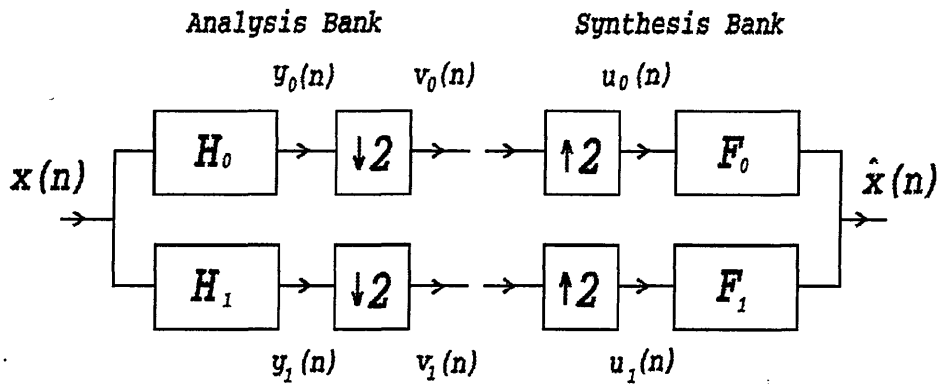 Analysis Bank Synthesis Bank
y₀(n) v₀(n) u₀(n)
H₀ ↓2 ↑2 F₀
x(n) x̂(n)
H₁ ↓2 ↑2 F₁
y₁(n) v₁(n) u₁(n)